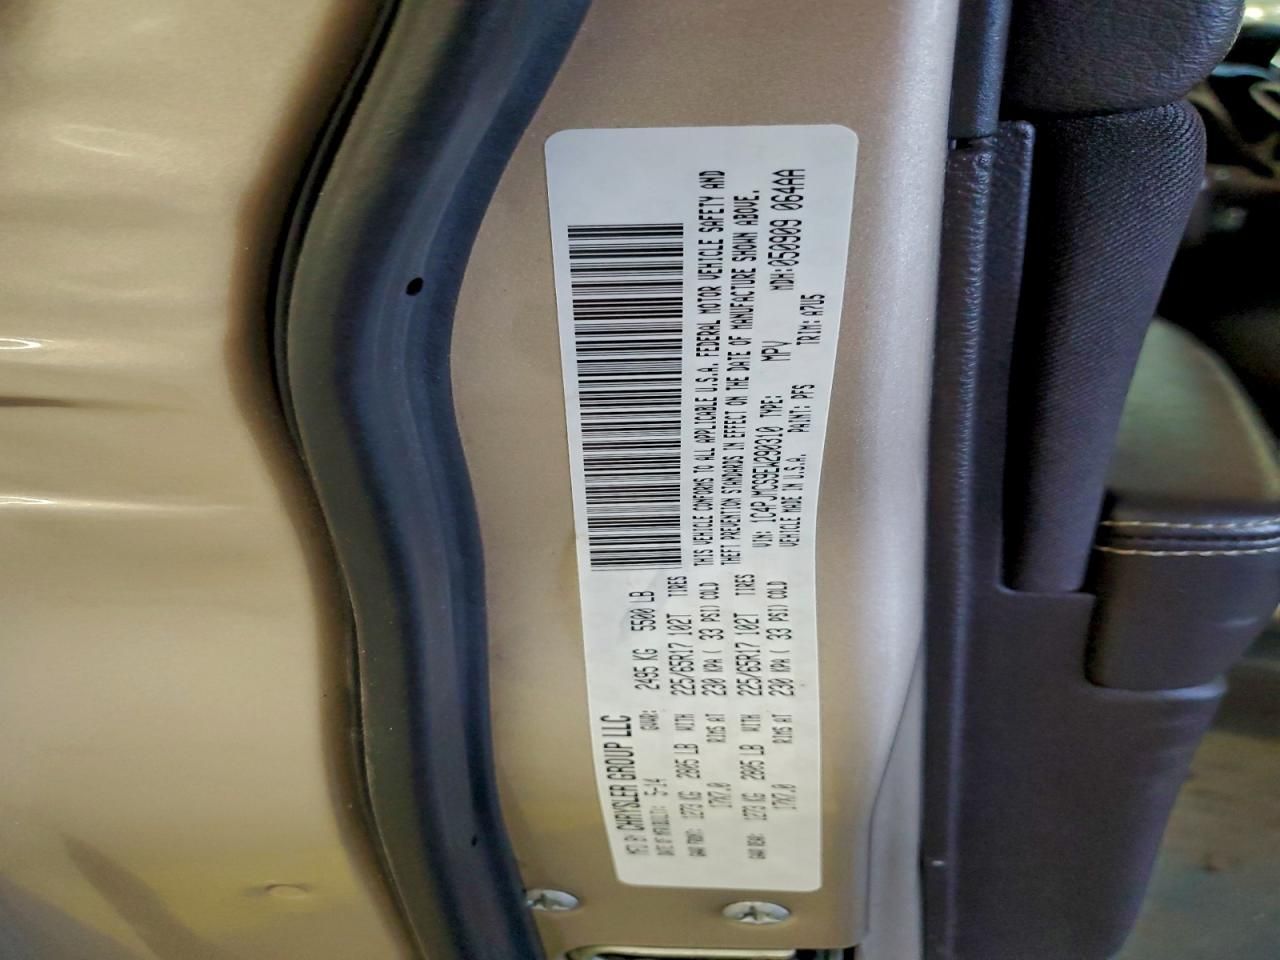 MFD BY: CHRYSLER GROUP LLC
DATE OF MFR(BUILT): 5-14 GVWR: 2495 KG 5500 LB
GAWR FRONT: 1273 KG 2805 LB WITH 225/65R17 102T TIRES
17X7.0 RIMS AT 230 KPA ( 33 PSI) COLD
GAWR REAR: 1273 KG 2805 LB WITH 225/65R17 102T TIRES
17X7.0 RIMS AT 230 KPA ( 33 PSI) COLD
THIS VEHICLE CONFORMS TO ALL APPLICABLE U.S.A. FEDERAL MOTOR VEHICLE SAFETY AND
THEFT PREVENTION STANDARDS IN EFFECT ON THE DATE OF MANUFACTURE SHOWN ABOVE.
VIN: 1C4PJMCS9EW290310 TYPE: MPV MDH:050909 064AA
VEHICLE MADE IN U.S.A. PAINT: PFS TRIM: A7U5